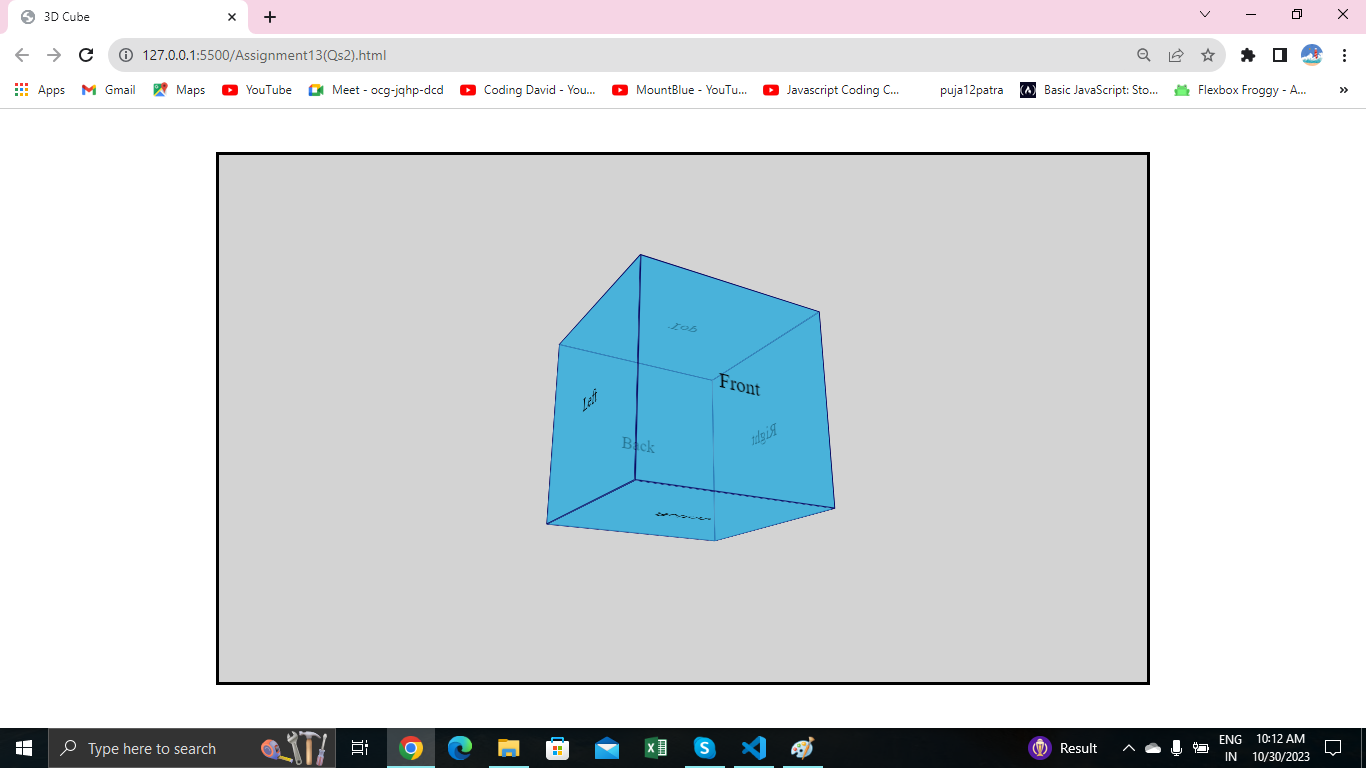 3D Cube
127.0.0.1:5500/Assignment13(Qs2).html
Apps Gmail Maps YouTube Meet - ocg-jqhp-dcd Coding David - You... MountBlue - YouTu... Javascript Coding C... puja12patra Basic JavaScript: Sto... Flexbox Froggy - A... »
Top
Front
Left
Right
Back
Type here to search
Result
ENG
IN
10:12 AM
10/30/2023